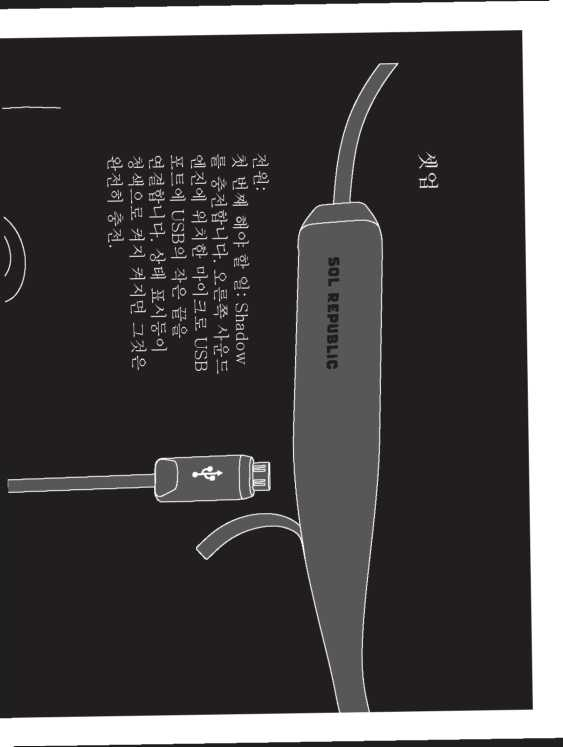 셋업
전원:
첫 번째 해야 할 일: Shadow
를 충전합니다. 오른쪽 사운드
엔진에 위치한 마이크로 USB
포트에 USB의 작은 끝을
연결합니다. 상태 표시등이
청색으로 켜지 켜지면 그것은
완전히 충전.
SOL REPUBLIC